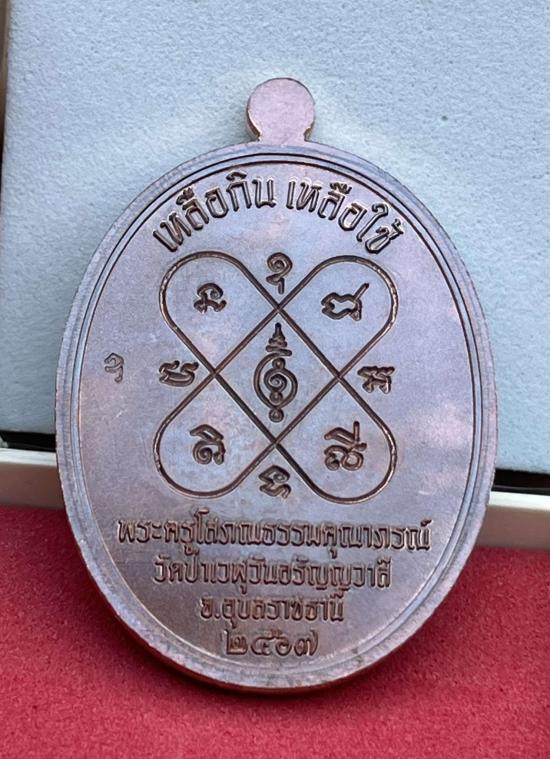 เหลือกิน เหลือใช้
พระครูโสภณธรรมคุณาภรณ์
วัดป่าเวฬุวันอรัญญวาสี
จ.อุบลราชธานี
๒๕๖๗